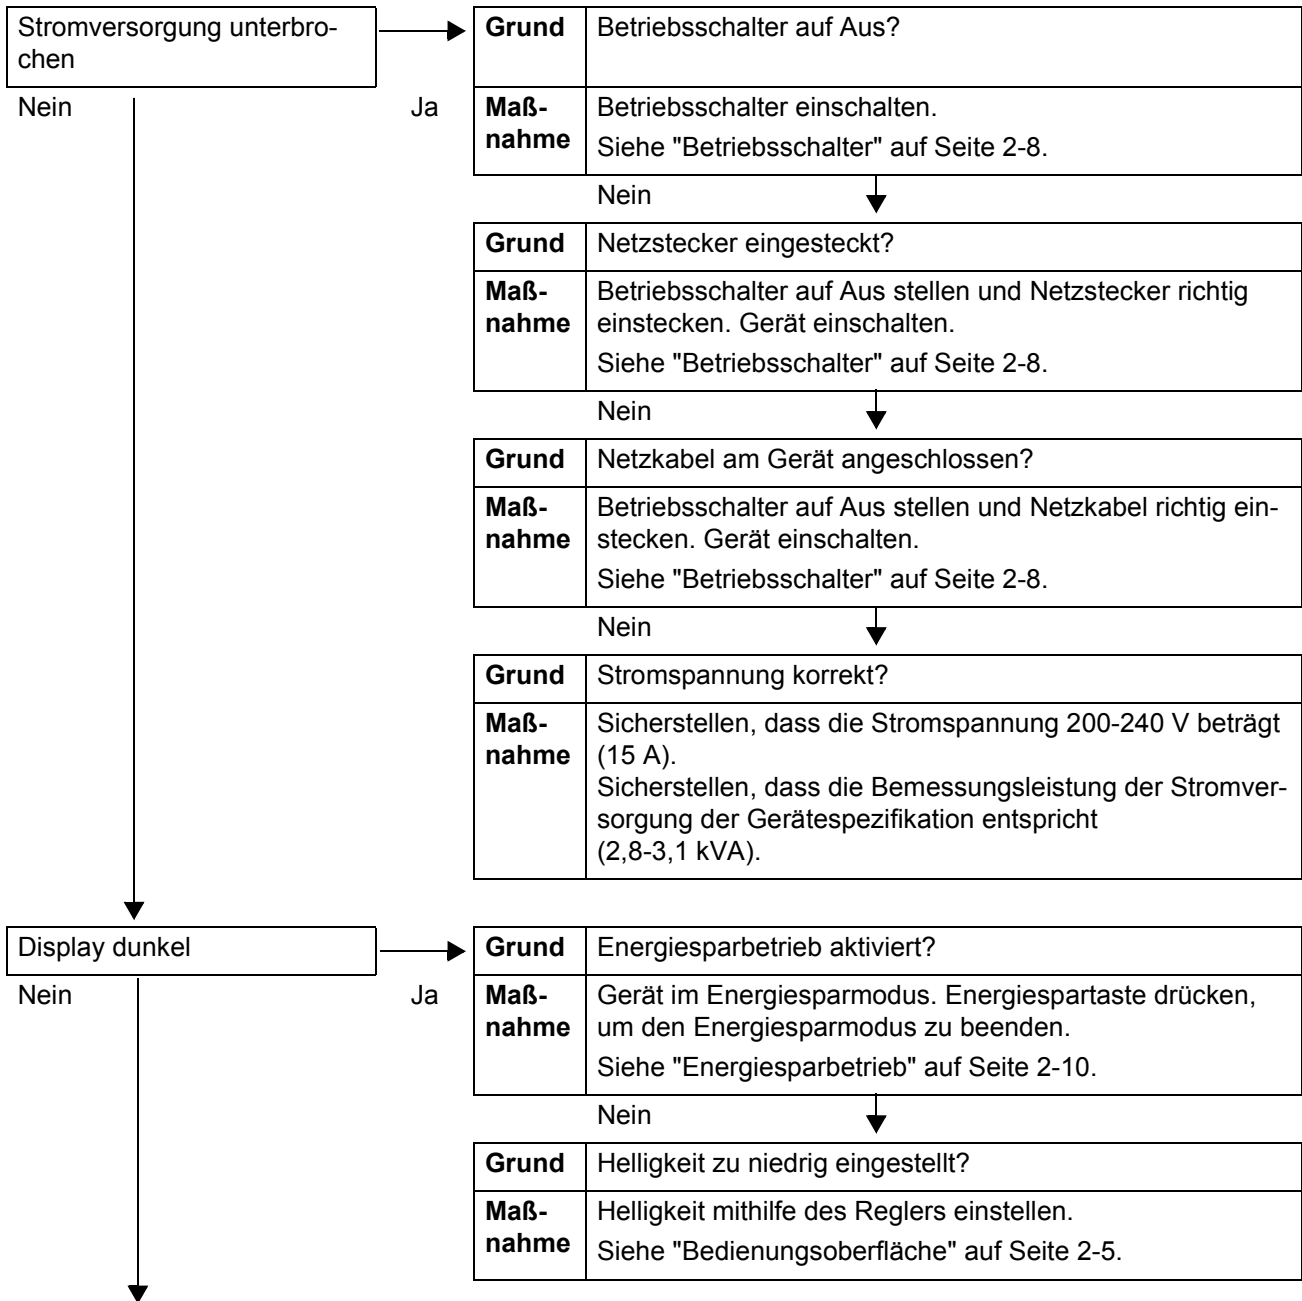 Stromversorgung unterbro-
chen
Grund Betriebsschalter auf Aus?
Nein Ja
Maß-
nahme
Betriebsschalter einschalten.
Siehe "Betriebsschalter" auf Seite 2-8.
Nein
Grund Netzstecker eingesteckt?
Maß-
nahme
Betriebsschalter auf Aus stellen und Netzstecker richtig
einstecken. Gerät einschalten.
Siehe "Betriebsschalter" auf Seite 2-8.
Nein
Grund Netzkabel am Gerät angeschlossen?
Maß-
nahme
Betriebsschalter auf Aus stellen und Netzkabel richtig ein-
stecken. Gerät einschalten.
Siehe "Betriebsschalter" auf Seite 2-8.
Nein
Grund Stromspannung korrekt?
Maß-
nahme
Sicherstellen, dass die Stromspannung 200-240 V beträgt
(15 A).
Sicherstellen, dass die Bemessungsleistung der Stromver-
sorgung der Gerätespezifikation entspricht
(2,8-3,1 kVA).
Display dunkel
Grund Energiesparbetrieb aktiviert?
Nein Ja
Maß-
nahme
Gerät im Energiesparmodus. Energiespartaste drücken,
um den Energiesparmodus zu beenden.
Siehe "Energiesparbetrieb" auf Seite 2-10.
Nein
Grund Helligkeit zu niedrig eingestellt?
Maß-
nahme
Helligkeit mithilfe des Reglers einstellen.
Siehe "Bedienungsoberfläche" auf Seite 2-5.